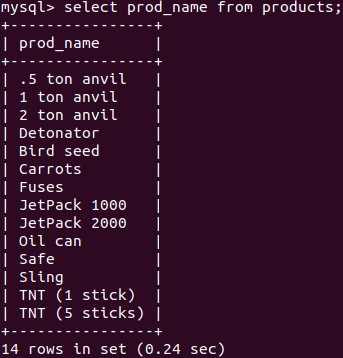 mysql> select prod_name from products;
+----------------+
| prod_name      |
+----------------+
| .5 ton anvil   |
| 1 ton anvil    |
| 2 ton anvil    |
| Detonator      |
| Bird seed      |
| Carrots        |
| Fuses          |
| JetPack 1000   |
| JetPack 2000   |
| Oil can        |
| Safe           |
| Sling          |
| TNT (1 stick)  |
| TNT (5 sticks) |
+----------------+
14 rows in set (0.24 sec)